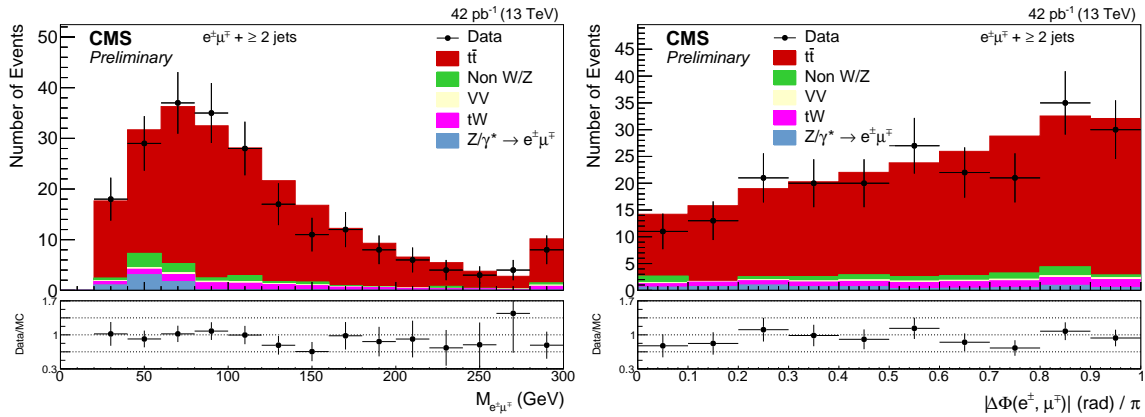 42 pb⁻¹ (13 TeV)
CMS
Preliminary
e±μ∓ + ≥ 2 jets
Data
tt̄
Non W/Z
VV
tW
Z/γ* → e±μ∓
Number of Events
50
40
30
20
10
0
Data/MC
1.7
1
0.3
0 50 100 150 200 250 300
M e±μ∓ (GeV)
42 pb⁻¹ (13 TeV)
CMS
Preliminary
e±μ∓ + ≥ 2 jets
Data
tt̄
Non W/Z
VV
tW
Z/γ* → e±μ∓
Number of Events
45
40
35
30
25
20
15
10
5
0
Data/MC
1.7
1
0.3
0 0.1 0.2 0.3 0.4 0.5 0.6 0.7 0.8 0.9 1
|ΔΦ(e±, μ∓)| (rad) / π